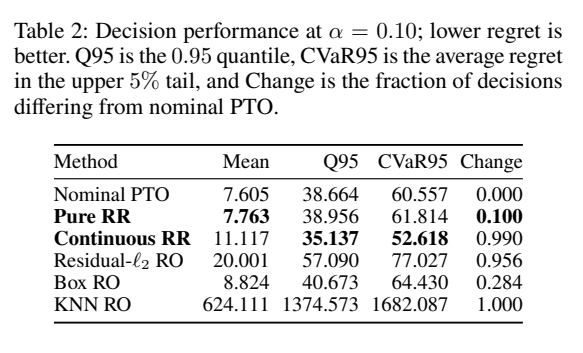 Table 2: Decision performance at α = 0.10; lower regret is
better. Q95 is the 0.95 quantile, CVaR95 is the average regret
in the upper 5% tail, and Change is the fraction of decisions
differing from nominal PTO.
Method Mean Q95 CVaR95 Change
Nominal PTO 7.605 38.664 60.557 0.000
Pure RR 7.763 38.956 61.814 0.100
Continuous RR 11.117 35.137 52.618 0.990
Residual-ℓ₂ RO 20.001 57.090 77.027 0.956
Box RO 8.824 40.673 64.430 0.284
KNN RO 624.111 1374.573 1682.087 1.000